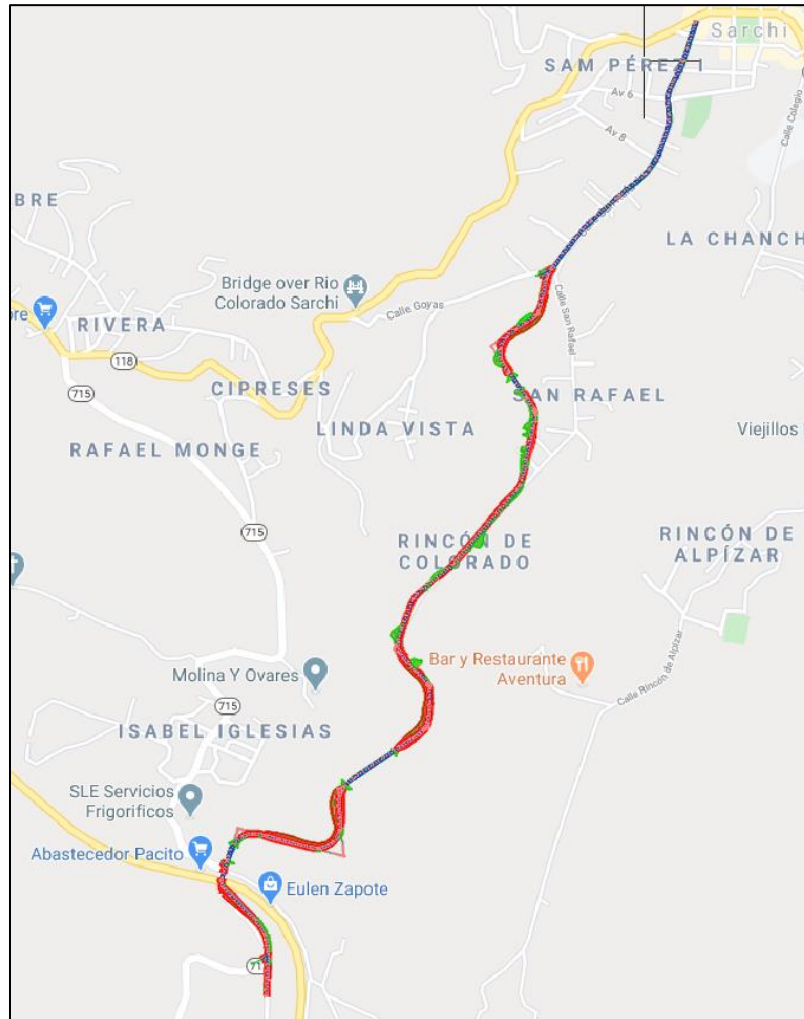 Sarchi
SAM PÉRE
Av 6
Av 8
Calle Colegio
BRE
LA CHANCH
Bridge over Rio
Colorado Sarchi
Calle Goyas
Calle San Rafael
bre
RIVERA
118
715
CIPRESES
SAN RAFAEL
LINDA VISTA
Viejillos
RAFAEL MONGE
715
RINCÓN DE
COLORADO
RINCÓN DE
ALPÍZAR
Bar y Restaurante
Aventura
Molina Y Ovares
Calle Rincón de Alpízar
715
ISABEL IGLESIAS
SLE Servicios
Frigorificos
Abastecedor Pacito
Eulen Zapote
71